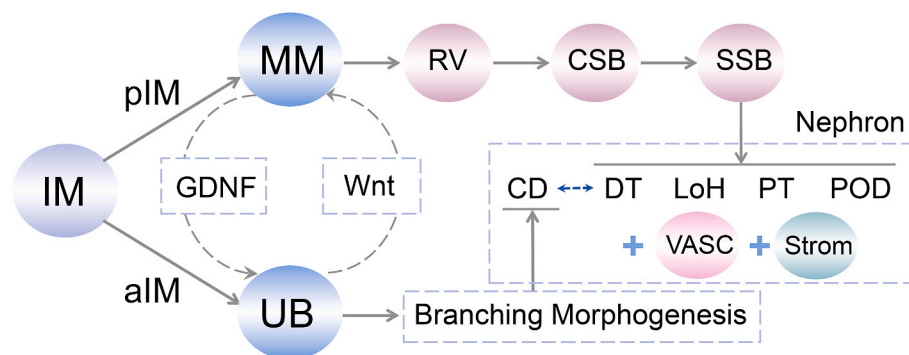 MM
RV
CSB
SSB
pIM
Nephron
IM
GDNF
Wnt
CD
DT
LoH
PT
POD
+
VASC
+
Strom
aIM
UB
Branching Morphogenesis